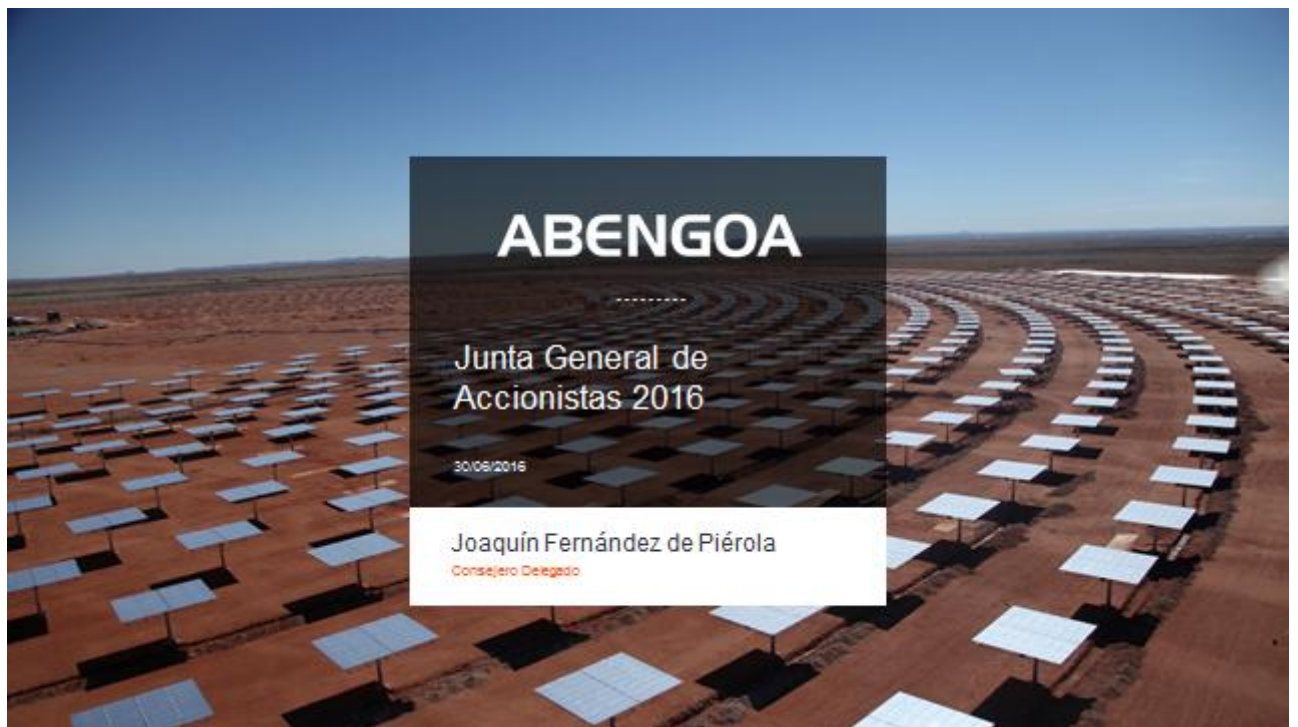 ABENGOA
---------
Junta General de
Accionistas 2016
30/06/2016
Joaquín Fernández de Piérola
Consejero Delegado